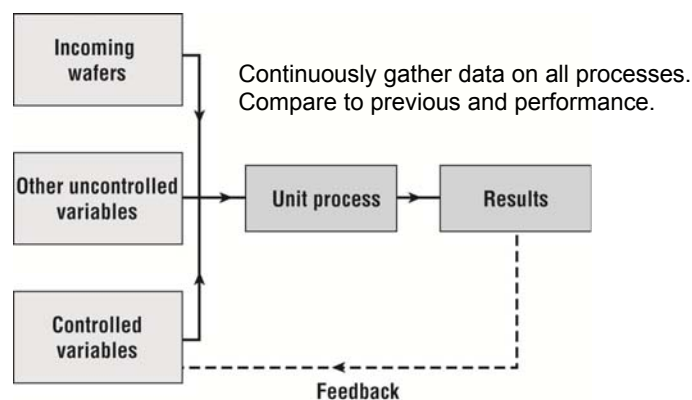 Incoming
wafers
Continuously gather data on all processes.
Compare to previous and performance.
Other uncontrolled
variables
Unit process
Results
Controlled
variables
Feedback